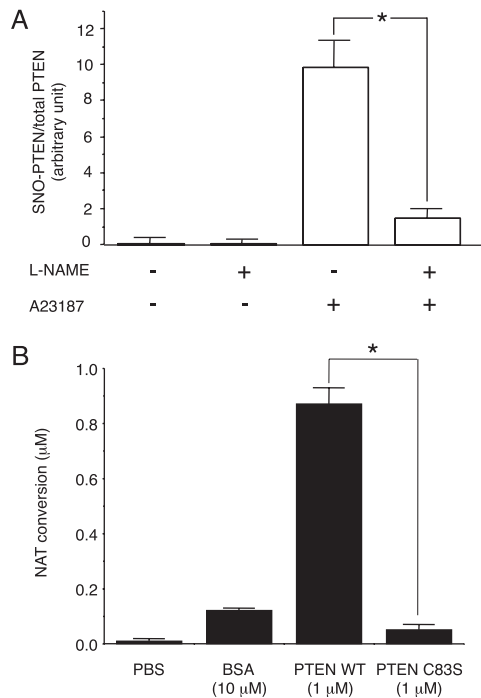 A
SNO-PTEN/total PTEN
(arbitrary unit)
12
10
8
6
4
2
0
*
L-NAME - + - +
A23187 - - + +
B
NAT conversion (μM)
1.0
0.8
0.6
0.4
0.2
0.0
*
PBS BSA PTEN WT PTEN C83S
(10 μM) (1 μM) (1 μM)